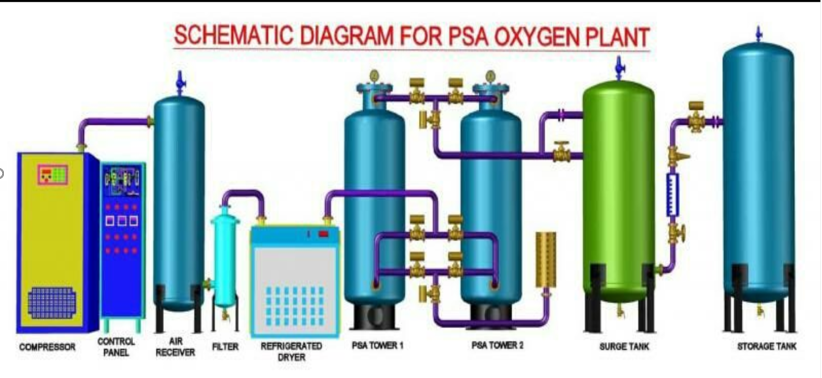 SCHEMATIC DIAGRAM FOR PSA OXYGEN PLANT
COMPRESSOR
CONTROL
PANEL
AIR
RECEIVER
FILTER
REFRIGERATED
DRYER
PSA TOWER 1
PSA TOWER 2
SURGE TANK
STORAGE TANK